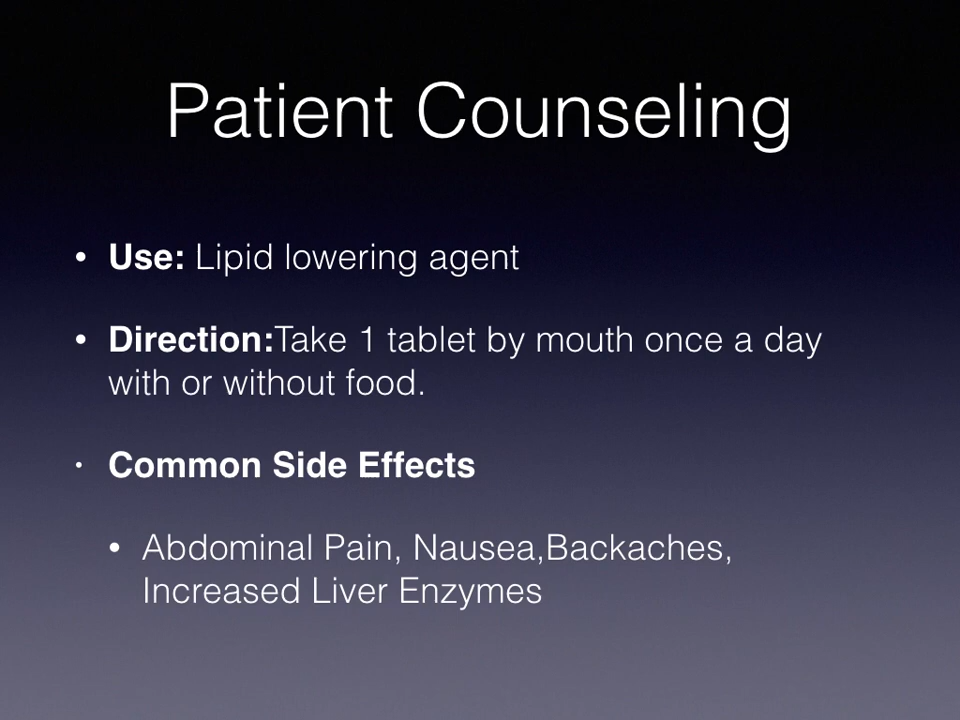 Patient Counseling
• Use: Lipid lowering agent
• Direction:Take 1 tablet by mouth once a day
with or without food.
• Common Side Effects
• Abdominal Pain, Nausea,Backaches,
Increased Liver Enzymes